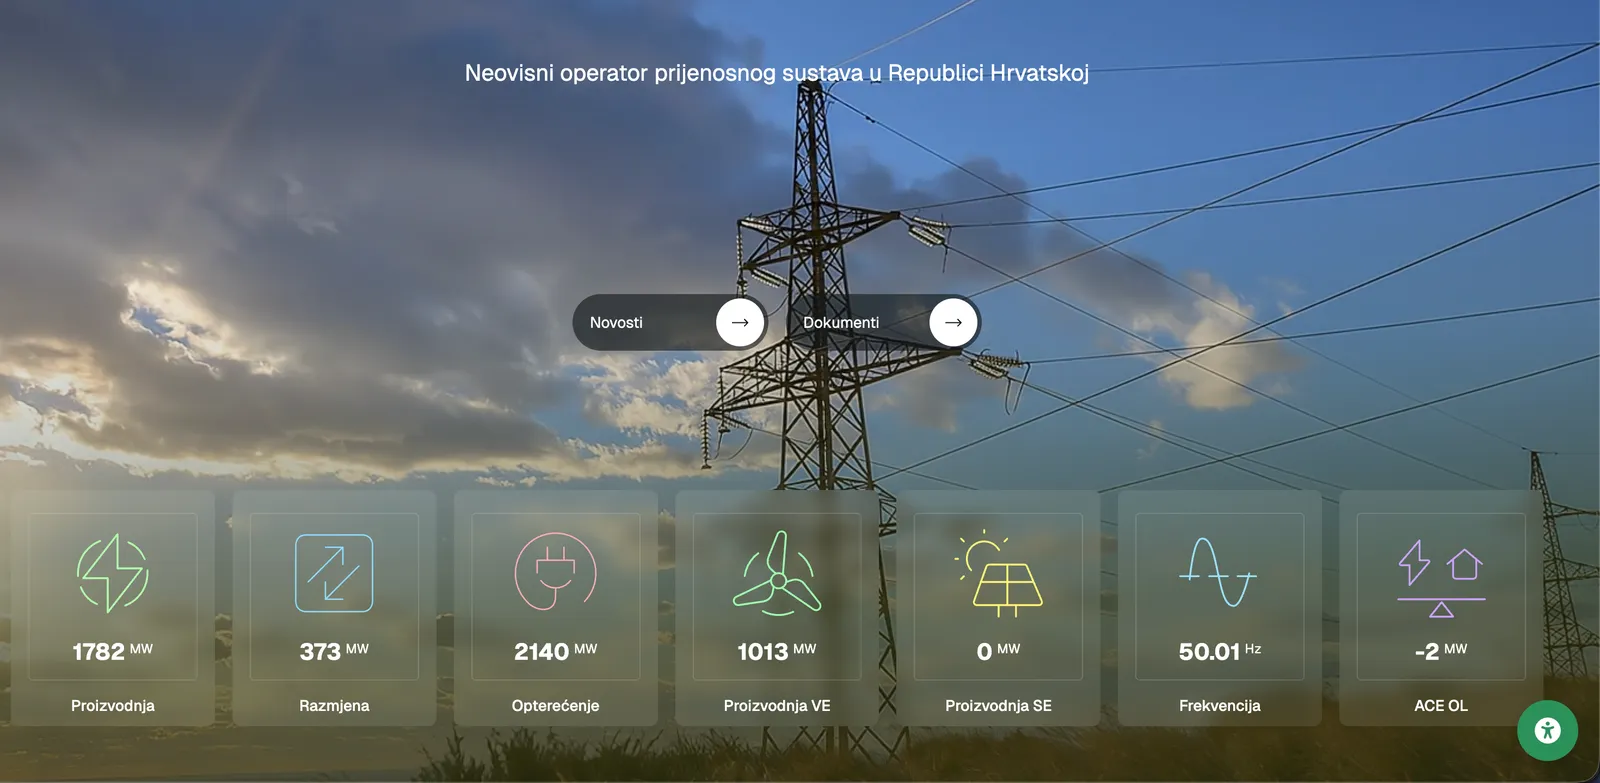 Neovisni operator prijenosnog sustava u Republici Hrvatskoj
Novosti
Dokumenti
1782 MW
Proizvodnja
373 MW
Razmjena
2140 MW
Opterećenje
1013 MW
Proizvodnja VE
0 MW
Proizvodnja SE
50.01 Hz
Frekvencija
-2 MW
ACE OL